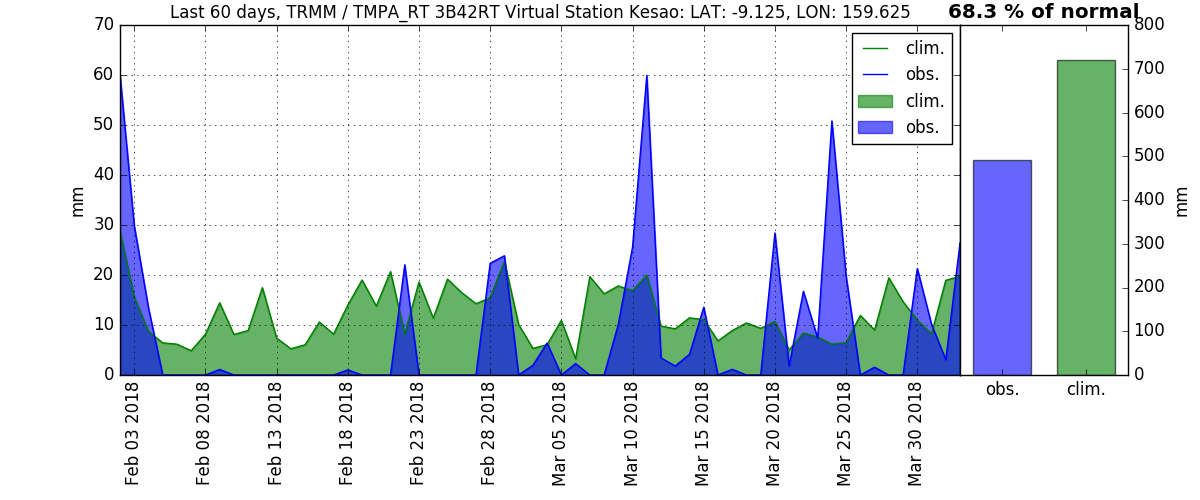 Last 60 days, TRMM / TMPA_RT 3B42RT Virtual Station Kesao: LAT: -9.125, LON: 159.625
68.3 % of normal
70
60
50
40
30
20
10
0
mm
clim.
obs.
clim.
obs.
Feb 03 2018
Feb 08 2018
Feb 13 2018
Feb 18 2018
Feb 23 2018
Feb 28 2018
Mar 05 2018
Mar 10 2018
Mar 15 2018
Mar 20 2018
Mar 25 2018
Mar 30 2018
800
700
600
500
400
300
200
100
0
mm
obs.
clim.